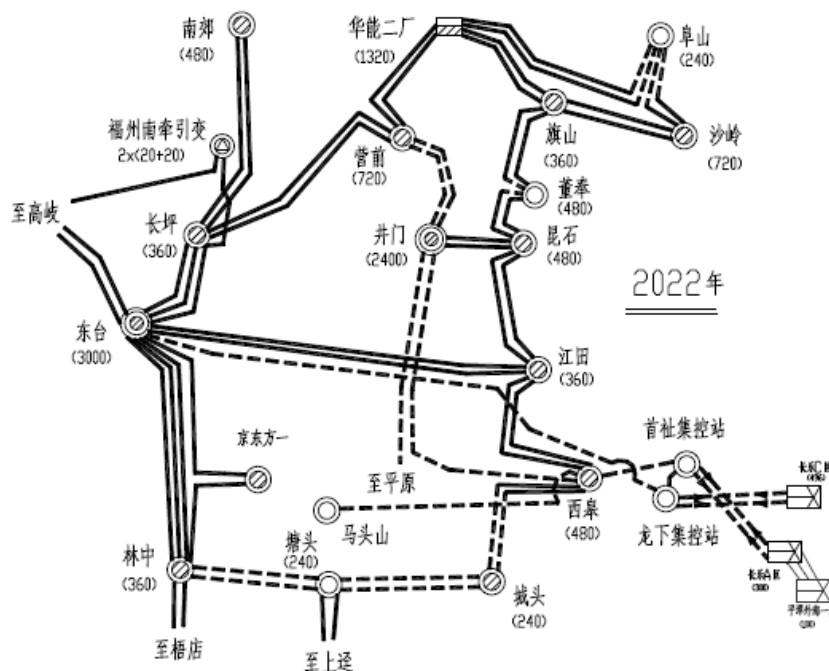 南郊
(480)
华能二厂
(1320)
阜山
(240)
福州南牵引变
2x(20+20)
营前
(720)
旗山
(360)
沙岭
(720)
董奉
(480)
至高岐
长坪
(360)
井门
(2400)
昆石
(480)
2022年
东台
(3000)
江田
(360)
京东方一
至平原
首祉集控站
马头山
西皋
(480)
龙下集控站
塘头
(240)
林中
(360)
城头
(240)
至梧店
至上迳